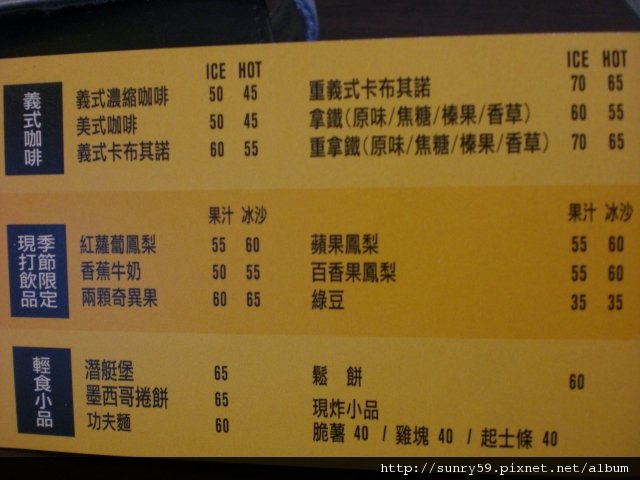 義式咖啡
ICE HOT
義式濃縮咖啡 50 45
美式咖啡 50 45
義式卡布其諾 60 55
ICE HOT
重義式卡布其諾 70 65
拿鐵(原味/焦糖/榛果/香草) 60 55
重拿鐵(原味/焦糖/榛果/香草) 70 65
季節限定
現打飲品
果汁 冰沙
紅蘿蔔鳳梨 55 60
香蕉牛奶 50 55
兩顆奇異果 60 65
果汁 冰沙
蘋果鳳梨 55 60
百香果鳳梨 55 60
綠豆 35 35
輕食小品
潛艇堡 65
墨西哥捲餅 65
功夫麵 60
鬆 餅 60
現炸小品
脆薯 40 / 雞塊 40 / 起士條 40
http://sunry59.pixnet.net/album